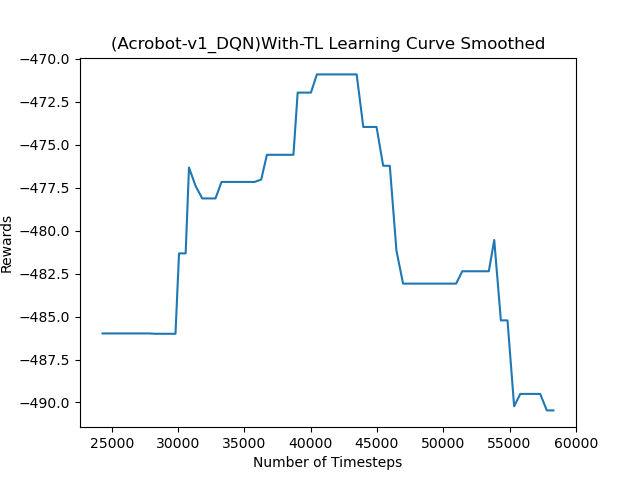 (Acrobot-v1_DQN)With-TL Learning Curve Smoothed
Rewards
−470.0
−472.5
−475.0
−477.5
−480.0
−482.5
−485.0
−487.5
−490.0
25000 30000 35000 40000 45000 50000 55000 60000
Number of Timesteps